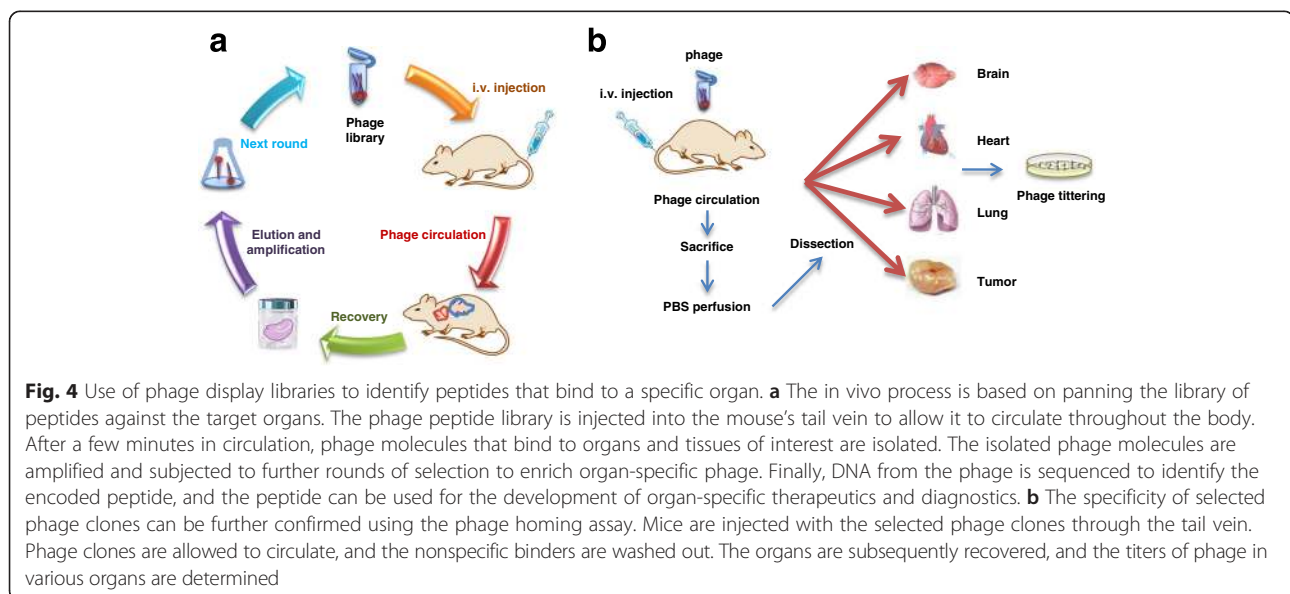 a
Phage
library
i.v. injection
Next round
Phage circulation
Elution and
amplification
Recovery
b
phage
i.v. injection
Phage circulation
Sacrifice
PBS perfusion
Dissection
Brain
Heart
Lung
Tumor
Phage tittering
Fig. 4 Use of phage display libraries to identify peptides that bind to a specific organ. a The in vivo process is based on panning the library of
peptides against the target organs. The phage peptide library is injected into the mouse's tail vein to allow it to circulate throughout the body.
After a few minutes in circulation, phage molecules that bind to organs and tissues of interest are isolated. The isolated phage molecules are
amplified and subjected to further rounds of selection to enrich organ-specific phage. Finally, DNA from the phage is sequenced to identify the
encoded peptide, and the peptide can be used for the development of organ-specific therapeutics and diagnostics. b The specificity of selected
phage clones can be further confirmed using the phage homing assay. Mice are injected with the selected phage clones through the tail vein.
Phage clones are allowed to circulate, and the nonspecific binders are washed out. The organs are subsequently recovered, and the titers of phage in
various organs are determined